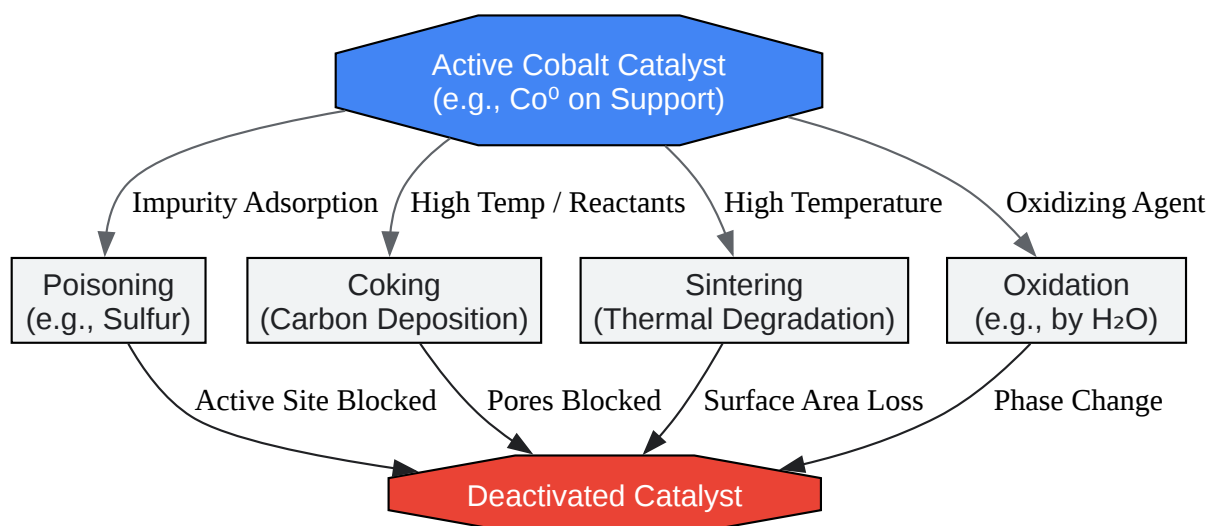 Active Cobalt Catalyst
(e.g., Co⁰ on Support)
Impurity Adsorption
High Temp / Reactants
High Temperature
Oxidizing Agent
Poisoning
(e.g., Sulfur)
Coking
(Carbon Deposition)
Sintering
(Thermal Degradation)
Oxidation
(e.g., by H₂O)
Active Site Blocked
Pores Blocked
Surface Area Loss
Phase Change
Deactivated Catalyst